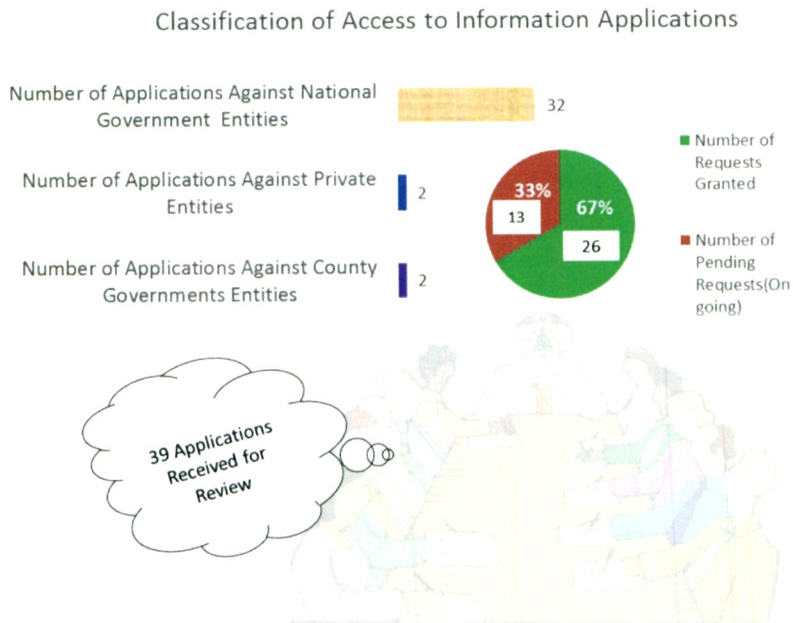 Classification of Access to Information Applications
Number of Applications Against National
Government Entities
32
Number of Applications Against Private
Entities
2
Number of Applications Against County
Governments Entities
2
33%
13
67%
26
Number of
Requests
Granted
Number of
Pending
Requests(On
going)
39 Applications
Received for
Review